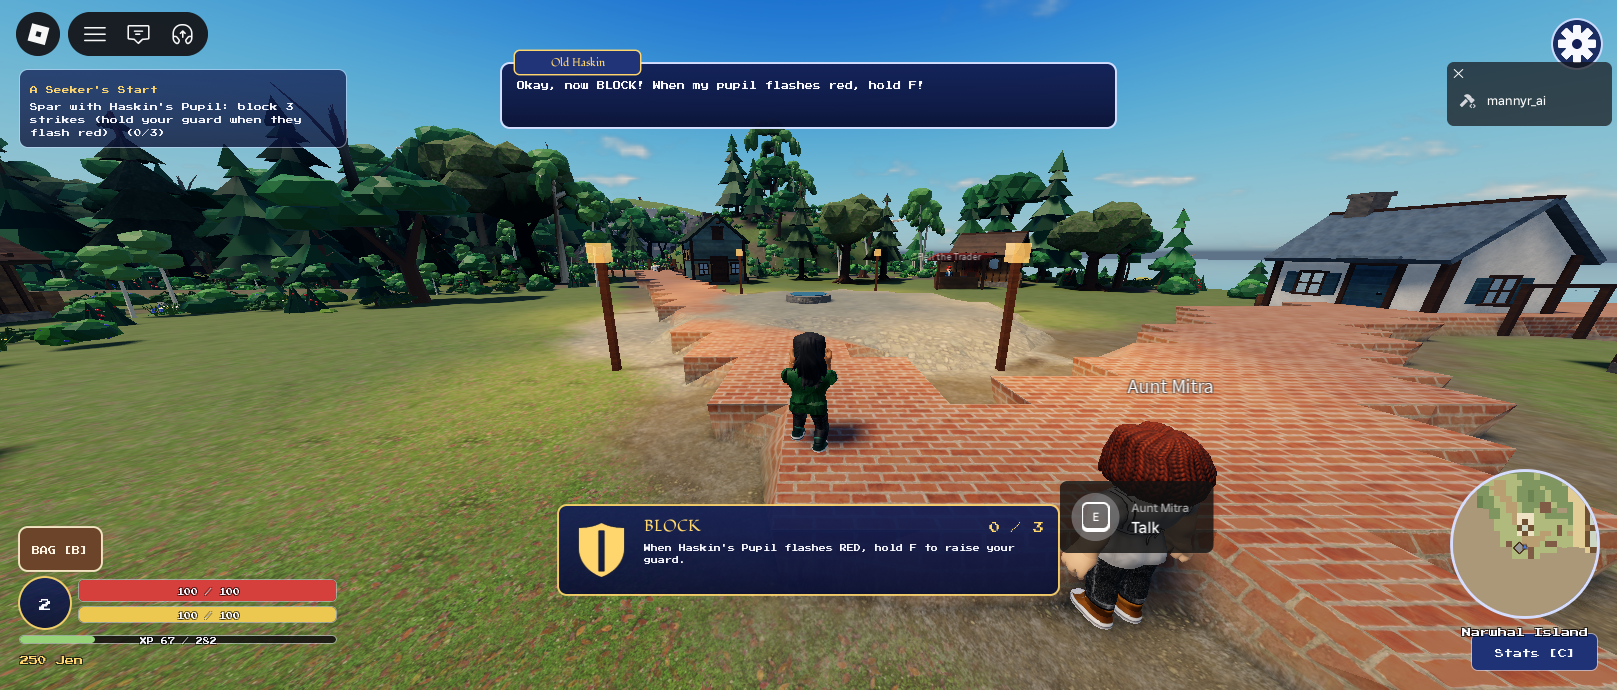 Old Haskin
Okay, now BLOCK! When my pupil flashes red, hold F!
A Seeker's Start
Spar with Haskin's Pupil: block 3
strikes (hold your guard when they
flash red) (0/3)
mannyr_ai
the Trader
Aunt Mitra
E
Aunt Mitra
Talk
BLOCK
0 / 3
When Haskin's Pupil flashes RED, hold F to raise your
guard.
BAG [B]
2
100 / 100
100 / 100
XP 67 / 282
250 Jen
Narwhal Island
Stats [C]